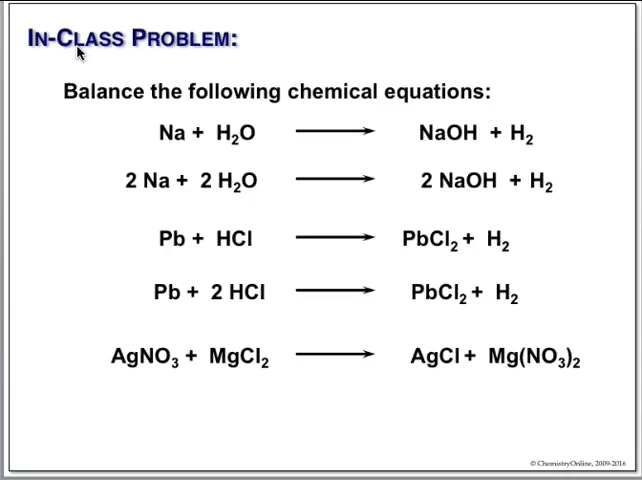 IN-CLASS PROBLEM:
Balance the following chemical equations:
Na + H₂O ⟶ NaOH + H₂
2 Na + 2 H₂O ⟶ 2 NaOH + H₂
Pb + HCl ⟶ PbCl₂ + H₂
Pb + 2 HCl ⟶ PbCl₂ + H₂
AgNO₃ + MgCl₂ ⟶ AgCl + Mg(NO₃)₂
© ChemistryOnline, 2009-2016